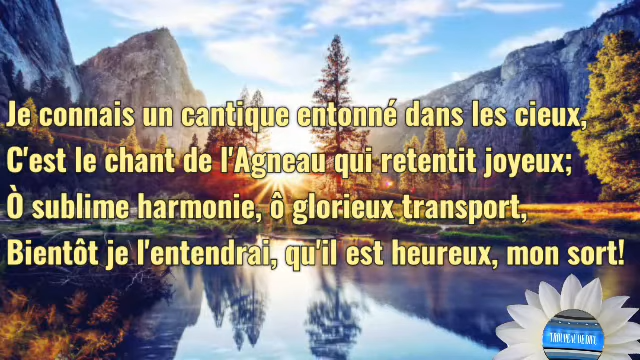 Je connais un cantique entonné dans les cieux,
C'est le chant de l'Agneau qui retentit joyeux;
Ò sublime harmonie, ô glorieux transport,
Bientôt je l'entendrai, qu'il est heureux, mon sort!